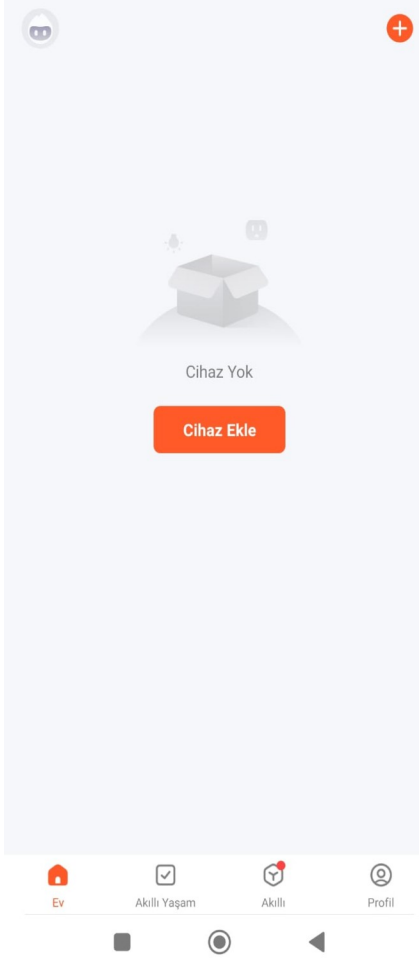 Cihaz Yok
Cihaz Ekle
Ev
Akıllı Yaşam
Akıllı
Profil